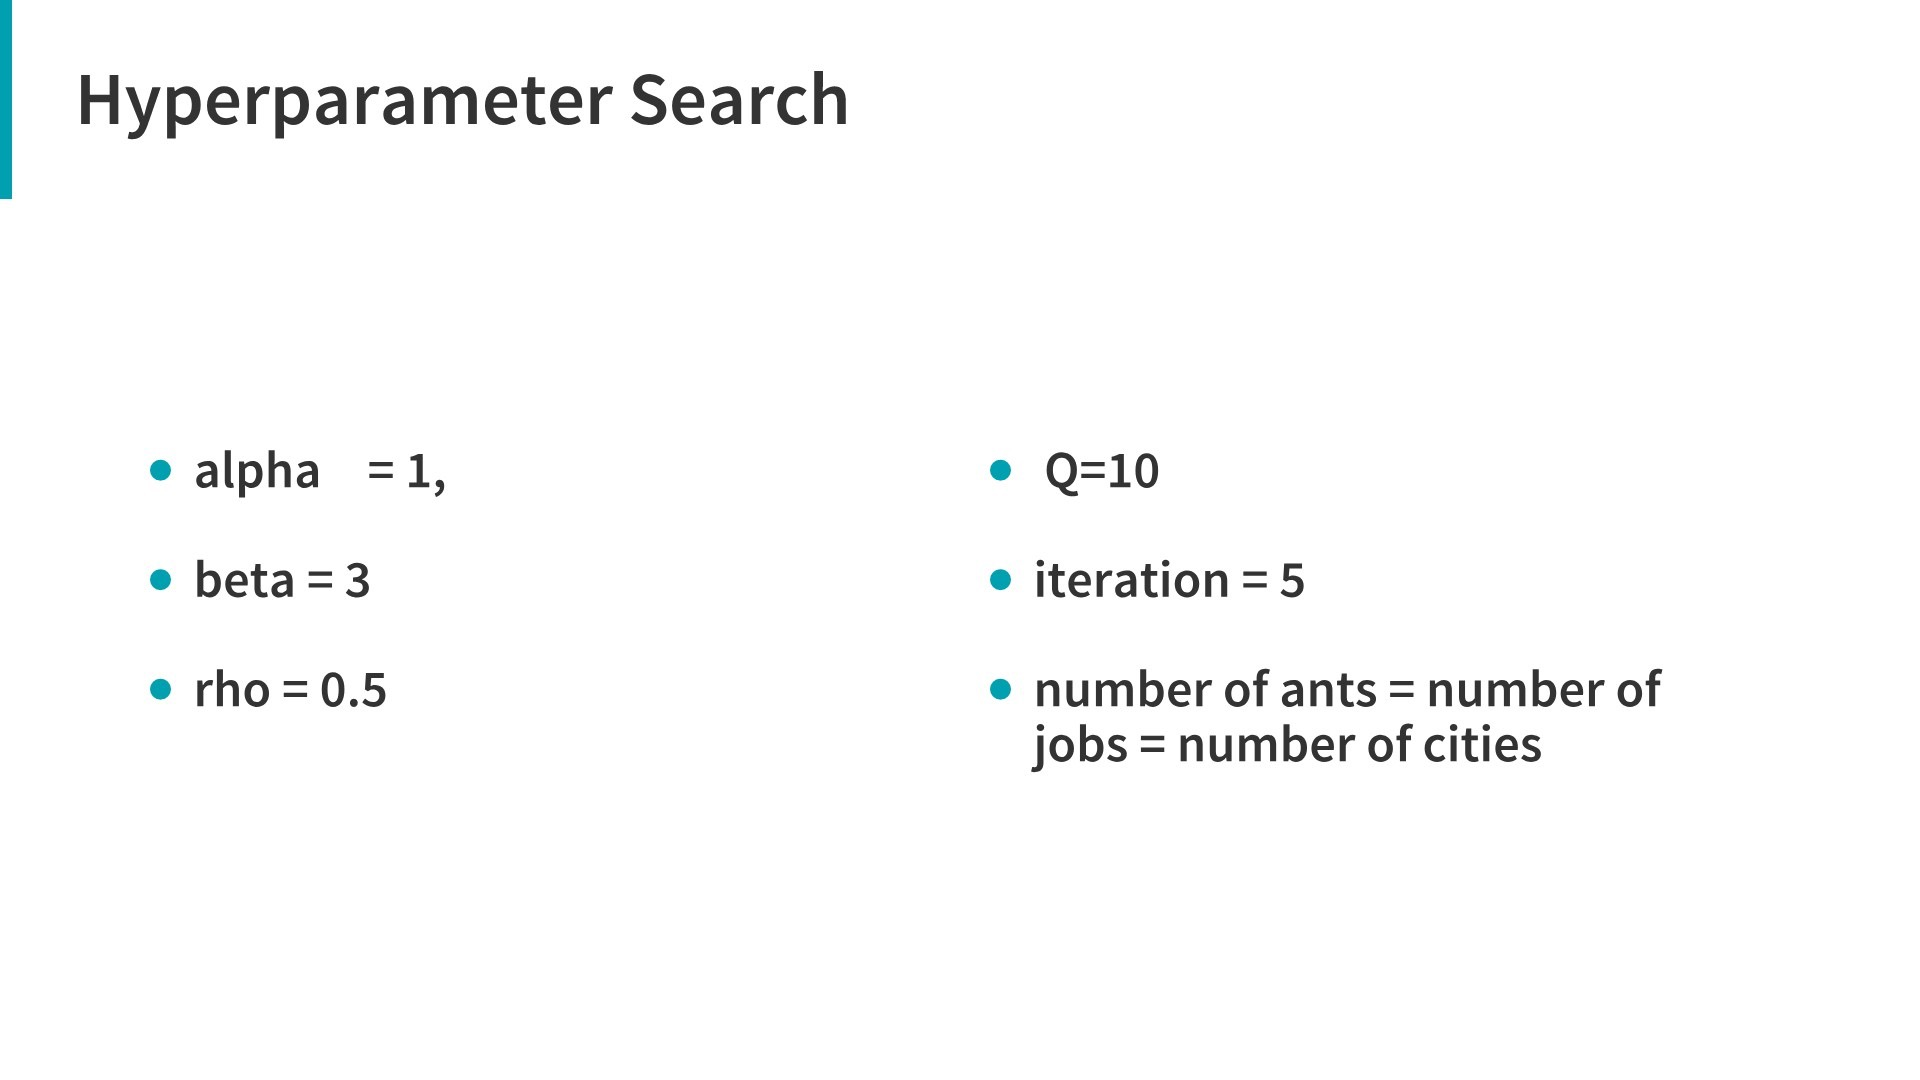 Hyperparameter Search
alpha    = 1,
beta = 3
rho = 0.5
Q=10
iteration = 5
number of ants = number of
jobs = number of cities